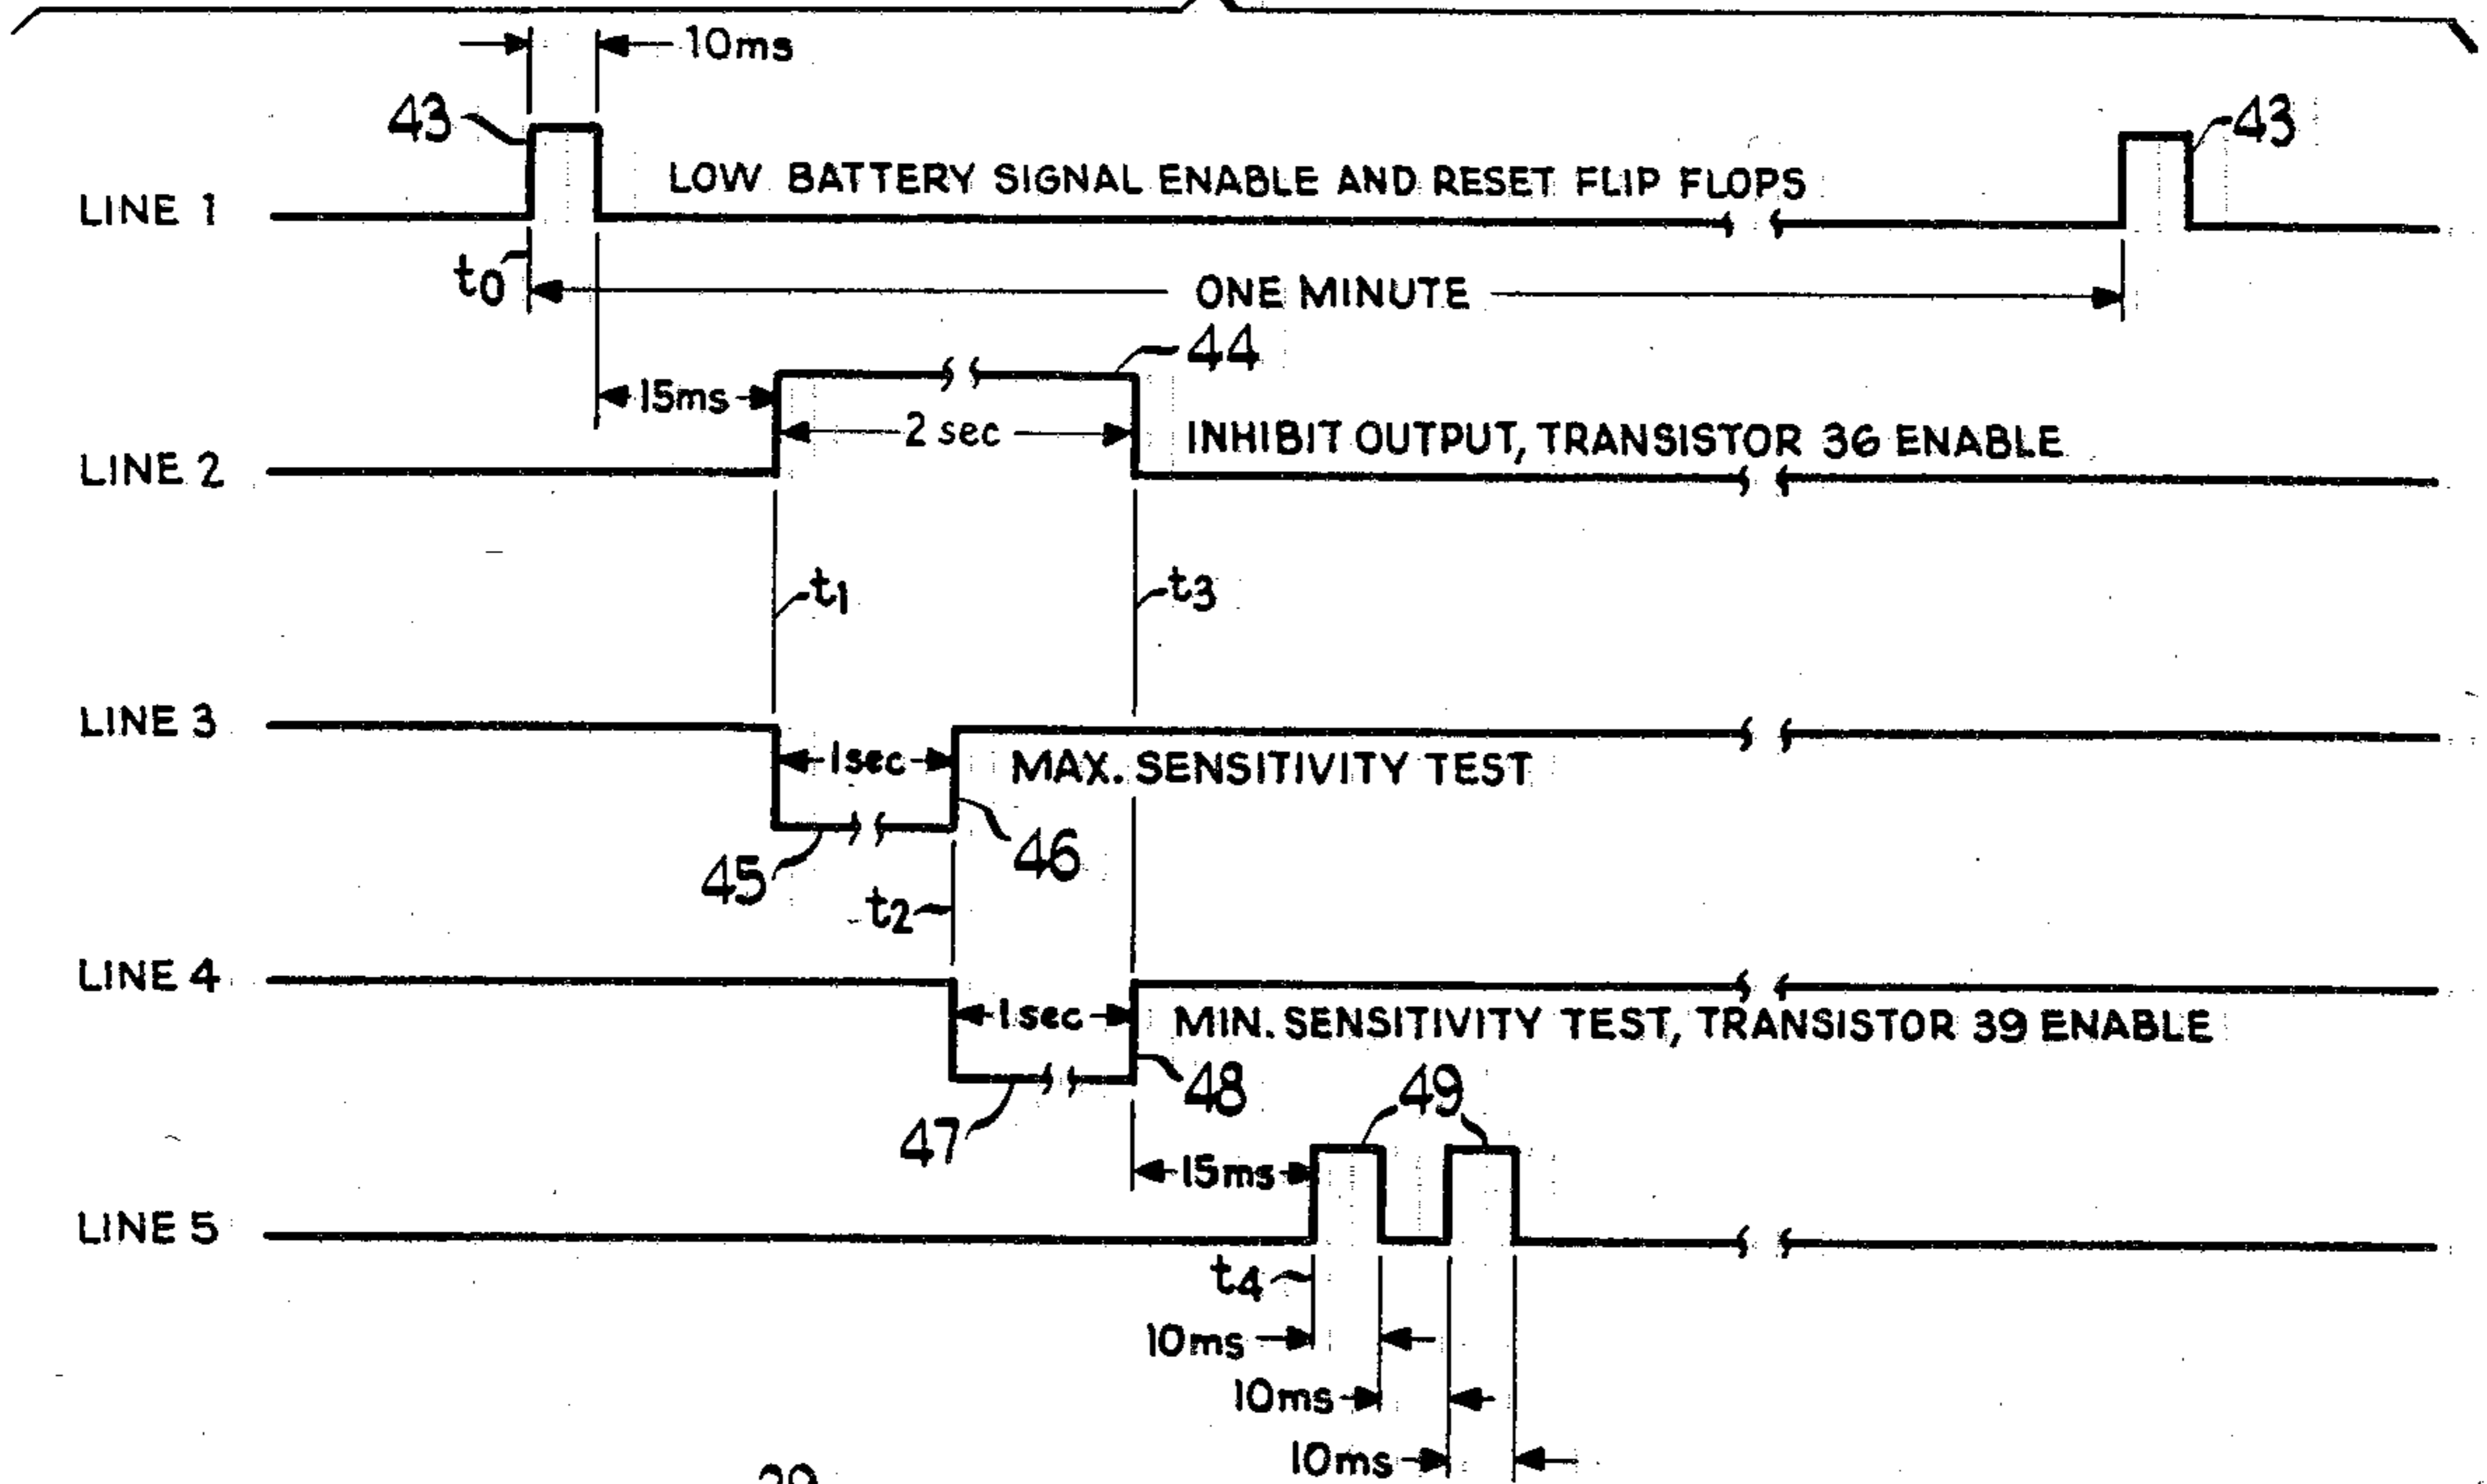 10ms
43
43
LOW BATTERY SIGNAL ENABLE AND RESET FLIP FLOPS
LINE 1
t0
ONE MINUTE
44
15ms
2 sec
INHIBIT OUTPUT, TRANSISTOR 36 ENABLE
LINE 2
t1
t3
LINE 3
1sec
MAX. SENSITIVITY TEST
45
46
t2
LINE 4
1sec
MIN. SENSITIVITY TEST, TRANSISTOR 39 ENABLE
47
48
49
15ms
LINE 5
t4
10ms
10ms
10ms